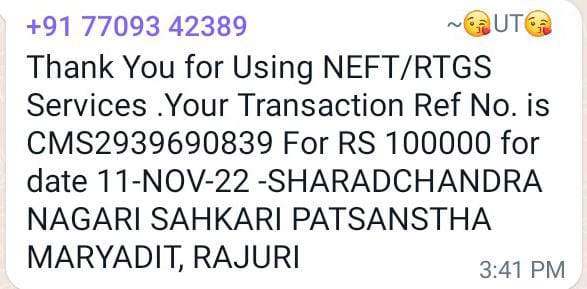 +91 77093 42389 ~😘UT😘
Thank You for Using NEFT/RTGS
Services .Your Transaction Ref No. is
CMS2939690839 For RS 100000 for
date 11-NOV-22 -SHARADCHANDRA
NAGARI SAHKARI PATSANSTHA
MARYADIT, RAJURI
3:41 PM